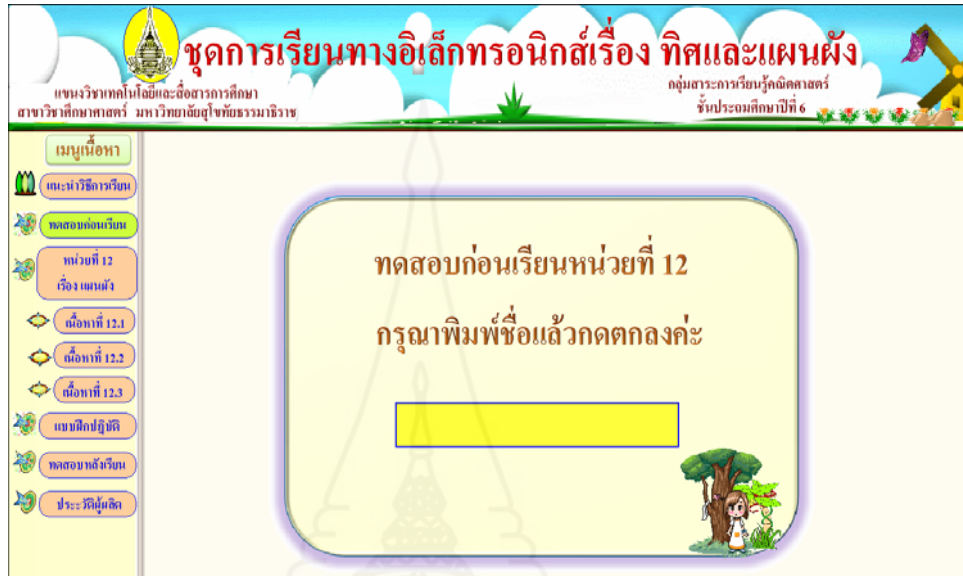 ชุดการเรียนทางอิเล็กทรอนิกส์เรื่อง ทิศและแผนผัง
แขนงวิชาเทคโนโลยีและสื่อสารการศึกษา
สาขาวิชาศึกษาศาสตร์ มหาวิทยาลัยสุโขทัยธรรมาธิราช
กลุ่มสาระการเรียนรู้คณิตศาสตร์
ชั้นประถมศึกษาปีที่ 6
เมนูเนื้อหา
แนะนำวิธีการเรียน
ทดสอบก่อนเรียน
หน่วยที่ 12
เรื่อง แผนผัง
เนื้อหาที่ 12.1
เนื้อหาที่ 12.2
เนื้อหาที่ 12.3
แบบฝึกปฏิบัติ
ทดสอบหลังเรียน
ประวัติผู้ผลิต
ทดสอบก่อนเรียนหน่วยที่ 12
กรุณาพิมพ์ชื่อแล้วกดตกลงค่ะ